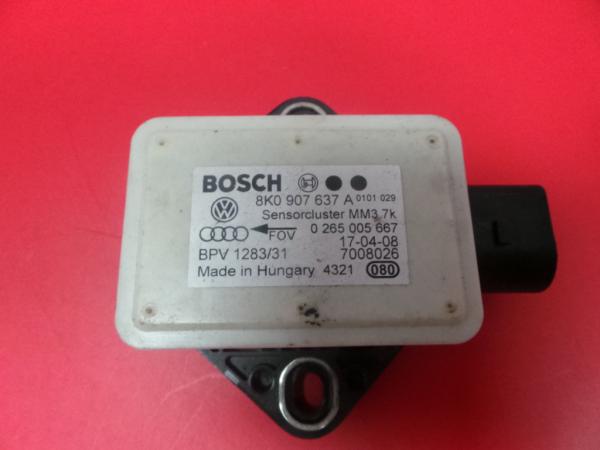 BOSCH
8K0 907 637 A 0101 029
Sensorcluster MM3.7k
FOV 0 265 005 667
17-04-08
BPV 1283/31 7008026
Made in Hungary 4321 080
L